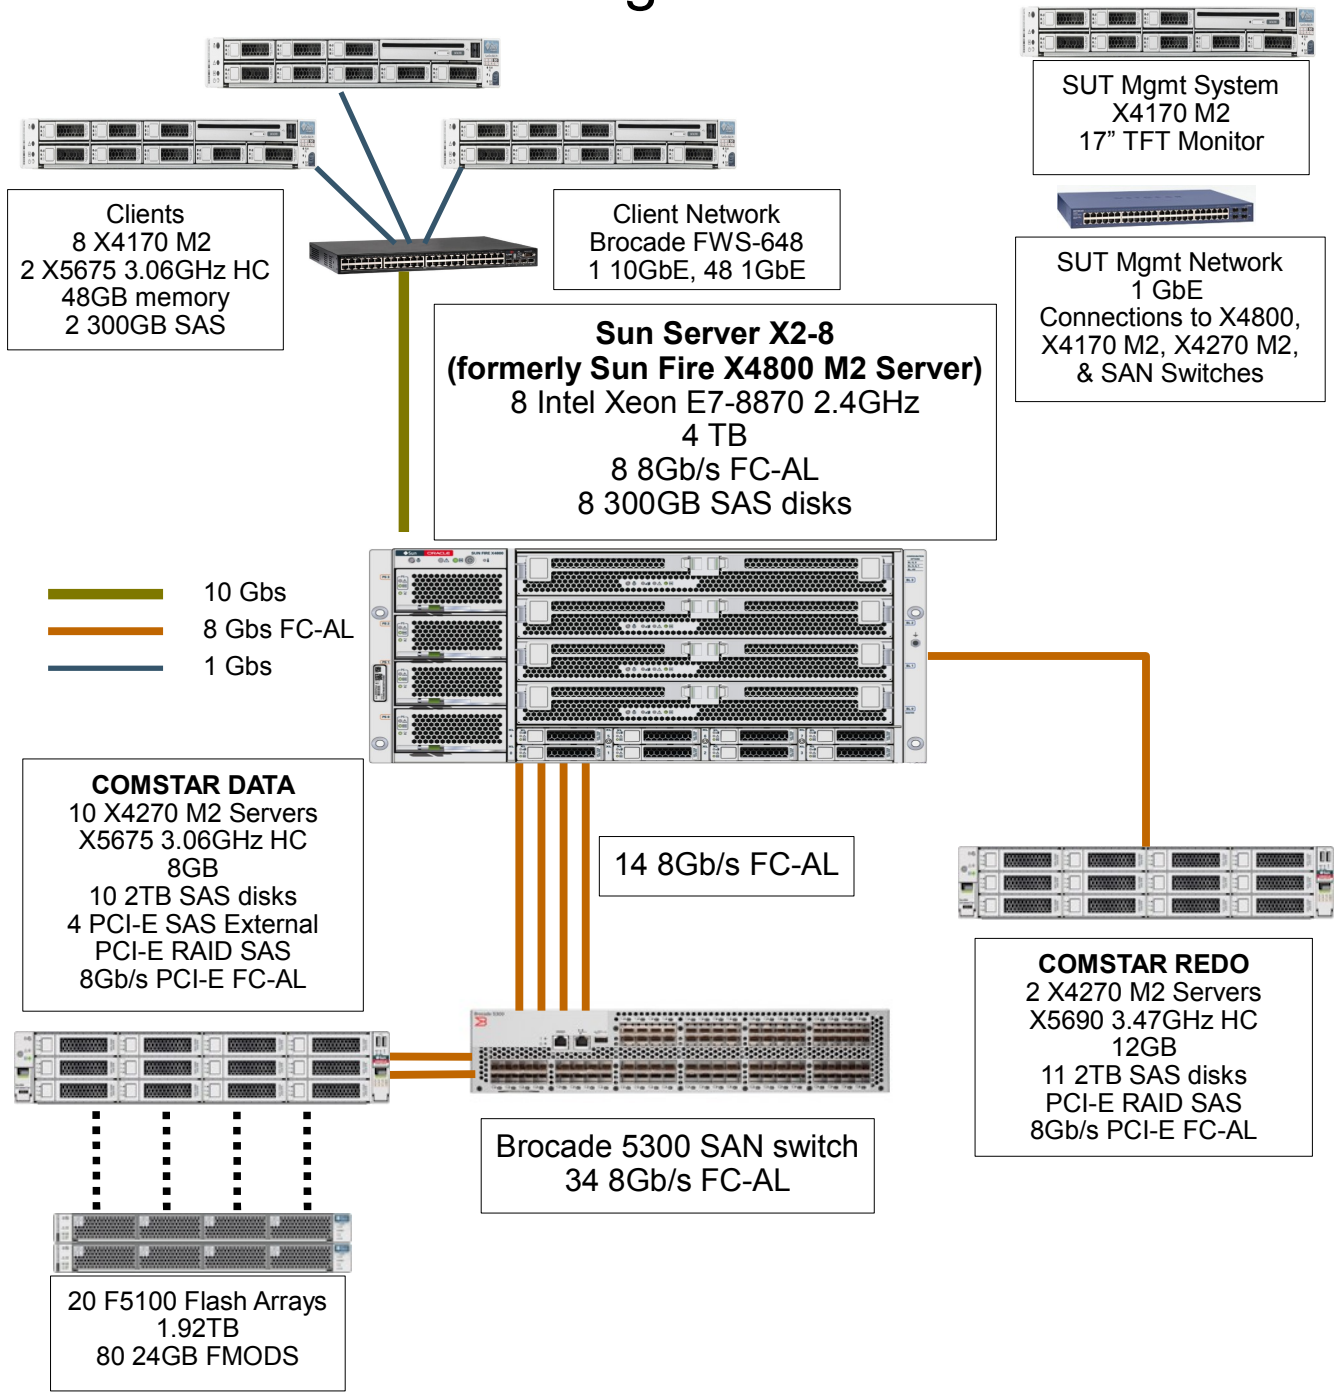 SUT Mgmt System
X4170 M2
17” TFT Monitor
Clients
8 X4170 M2
2 X5675 3.06GHz HC
48GB memory
2 300GB SAS
Client Network
Brocade FWS-648
1 10GbE, 48 1GbE
SUT Mgmt Network
1 GbE
Connections to X4800,
X4170 M2, X4270 M2,
& SAN Switches
Sun Server X2-8
(formerly Sun Fire X4800 M2 Server)
8 Intel Xeon E7-8870 2.4GHz
4 TB
8 8Gb/s FC-AL
8 300GB SAS disks
Sun ORACLE SUN FIRE X4800
10 Gbs
8 Gbs FC-AL
1 Gbs
COMSTAR DATA
10 X4270 M2 Servers
X5675 3.06GHz HC
8GB
10 2TB SAS disks
4 PCI-E SAS External
PCI-E RAID SAS
8Gb/s PCI-E FC-AL
14 8Gb/s FC-AL
COMSTAR REDO
2 X4270 M2 Servers
X5690 3.47GHz HC
12GB
11 2TB SAS disks
PCI-E RAID SAS
8Gb/s PCI-E FC-AL
Brocade 5300
Brocade 5300 SAN switch
34 8Gb/s FC-AL
20 F5100 Flash Arrays
1.92TB
80 24GB FMODS